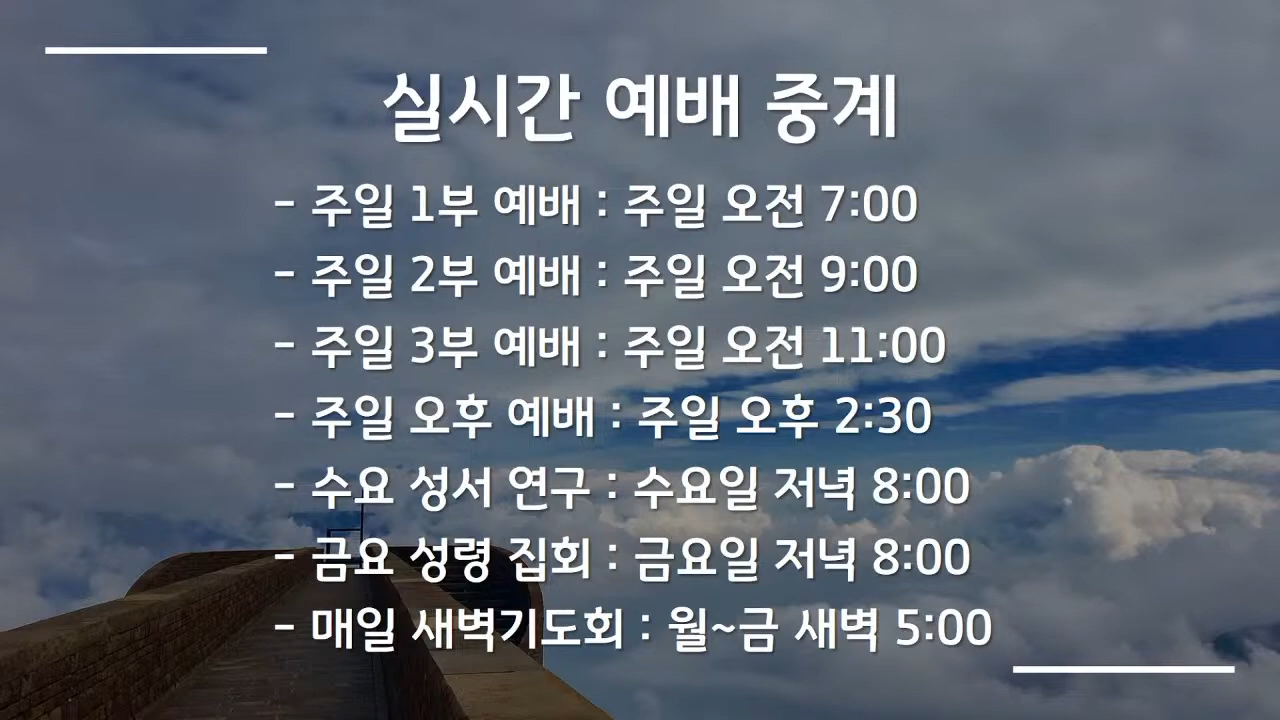 실시간 예배 중계
- 주일 1부 예배 : 주일 오전 7:00
- 주일 2부 예배 : 주일 오전 9:00
- 주일 3부 예배 : 주일 오전 11:00
- 주일 오후 예배 : 주일 오후 2:30
- 수요 성서 연구 : 수요일 저녁 8:00
- 금요 성령 집회 : 금요일 저녁 8:00
- 매일 새벽기도회 : 월~금 새벽 5:00